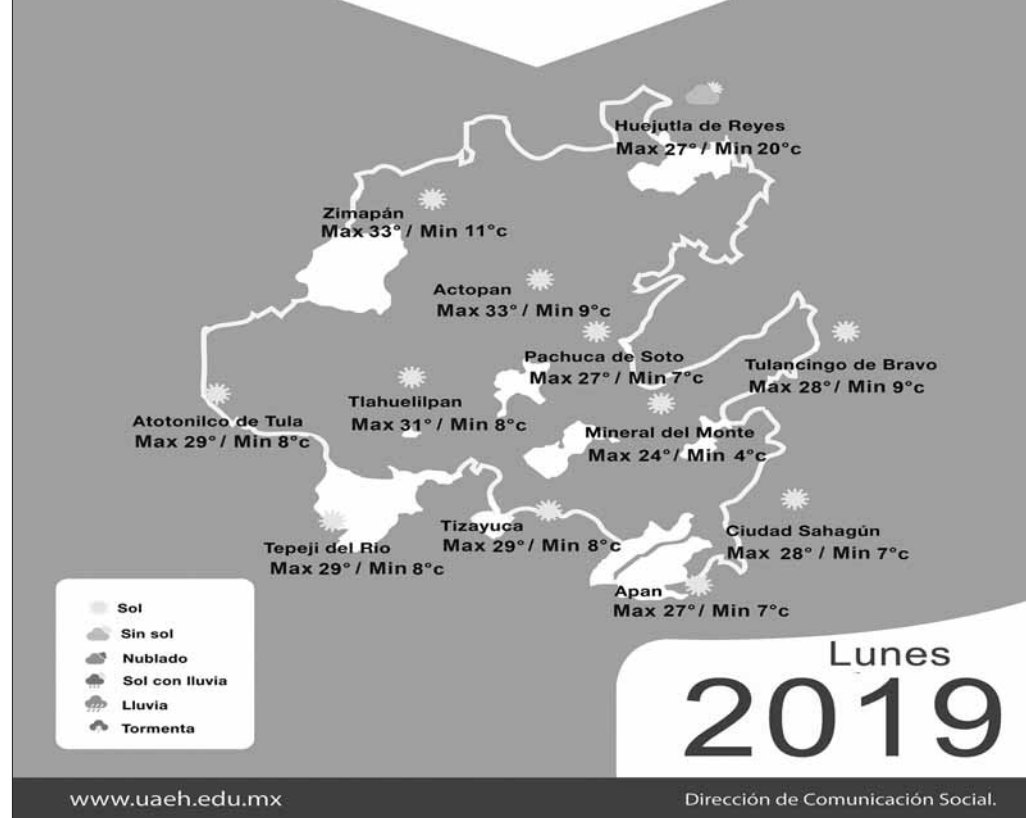 Huejutla de Reyes
Max 27° / Min 20°c
Zimapán
Max 33° / Min 11°c
Actopan
Max 33° / Min 9°c
Pachuca de Soto
Max 27° / Min 7°c
Tulancingo de Bravo
Max 28° / Min 9°c
Tlahuelilpan
Max 31° / Min 8°c
Atotonilco de Tula
Max 29° / Min 8°c
Mineral del Monte
Max 24° / Min 4°c
Tizayuca
Max 29° / Min 8°c
Ciudad Sahagún
Max 28° / Min 7°c
Tepeji del Rio
Max 29° / Min 8°c
Apan
Max 27° / Min 7°c
Sol
Sin sol
Nublado
Sol con lluvia
Lluvia
Tormenta
Lunes
2019
www.uaeh.edu.mx
Dirección de Comunicación Social.